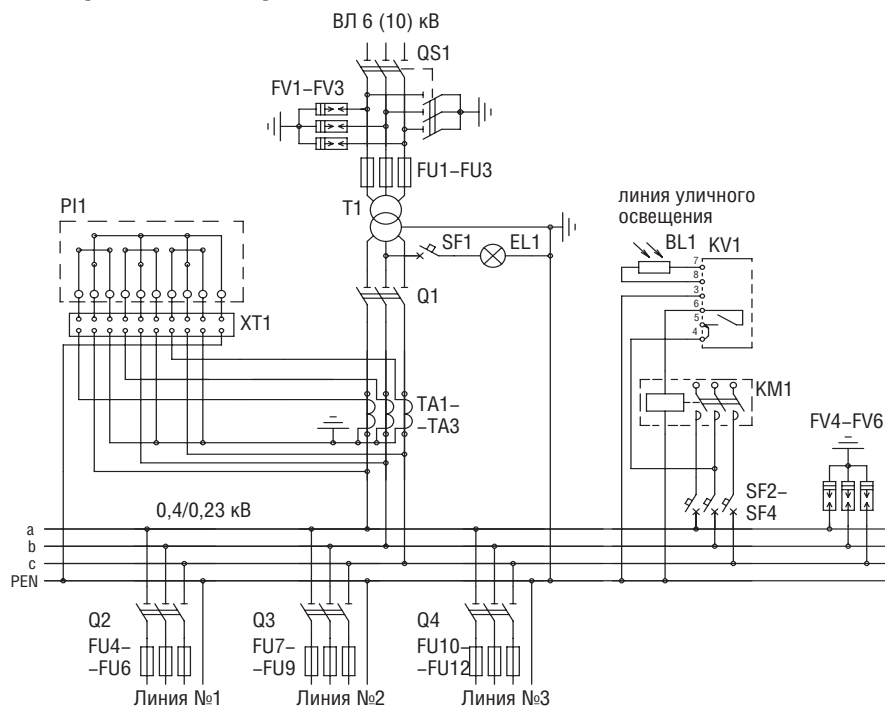 ВЛ 6 (10) кВ
QS1
FV1–FV3
FU1–FU3
T1
PI1
SF1
EL1
линия уличного
освещения
BL1
KV1
7
8
3
6
5
4
Q1
XT1
KM1
TA1–
–TA3
FV4–FV6
SF2–
SF4
0,4/0,23 кВ
a
b
c
PEN
Q2
Q3
Q4
FU4–
–FU6
FU7–
–FU9
FU10–
–FU12
Линия №1
Линия №2
Линия №3